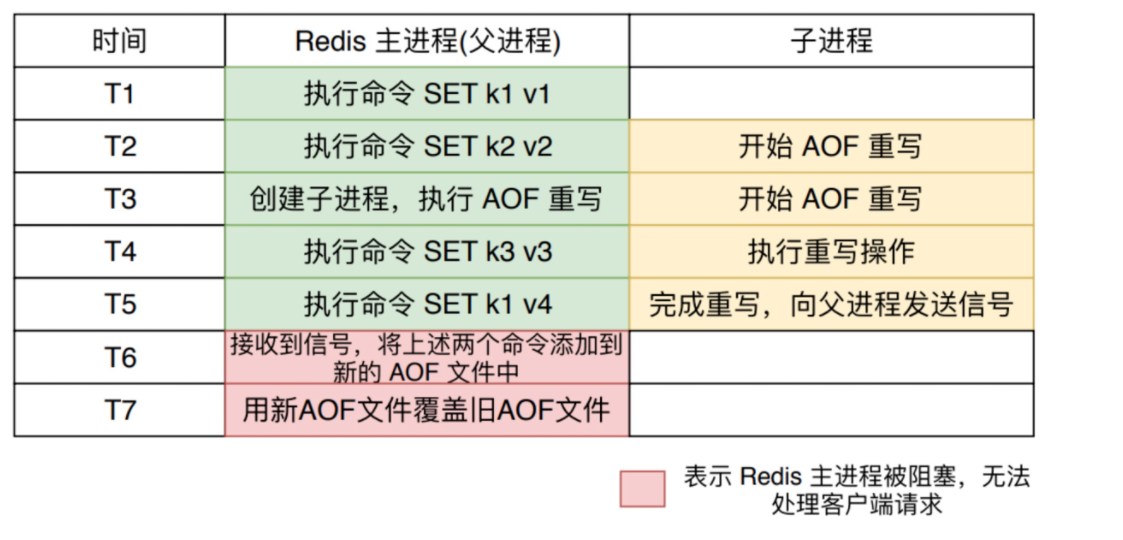 时间 Redis 主进程(父进程) 子进程
T1 执行命令 SET k1 v1
T2 执行命令 SET k2 v2 开始 AOF 重写
T3 创建子进程，执行 AOF 重写 开始 AOF 重写
T4 执行命令 SET k3 v3 执行重写操作
T5 执行命令 SET k1 v4 完成重写，向父进程发送信号
T6 接收到信号，将上述两个命令添加到
新的 AOF 文件中
T7 用新AOF文件覆盖旧AOF文件
表示 Redis 主进程被阻塞，无法
处理客户端请求